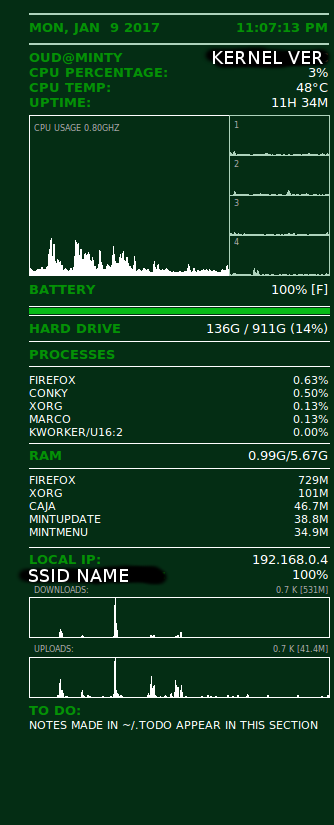 MON, JAN  9 2017 11:07:13 PM
OUD@MINTY KERNEL VER
CPU PERCENTAGE: 3%
CPU TEMP: 48°C
UPTIME: 11H 34M
CPU USAGE 0.80GHZ 1
2
3
4
BATTERY 100% [F]
HARD DRIVE 136G / 911G (14%)
PROCESSES
FIREFOX 0.63%
CONKY 0.50%
XORG 0.13%
MARCO 0.13%
KWORKER/U16:2 0.00%
RAM 0.99G/5.67G
FIREFOX 729M
XORG 101M
CAJA 46.7M
MINTUPDATE 38.8M
MINTMENU 34.9M
LOCAL IP: 192.168.0.4
SSID NAME 100%
DOWNLOADS: 0.7 K [531M]
UPLOADS: 0.7 K [41.4M]
TO DO:
NOTES MADE IN ~/.TODO APPEAR IN THIS SECTION